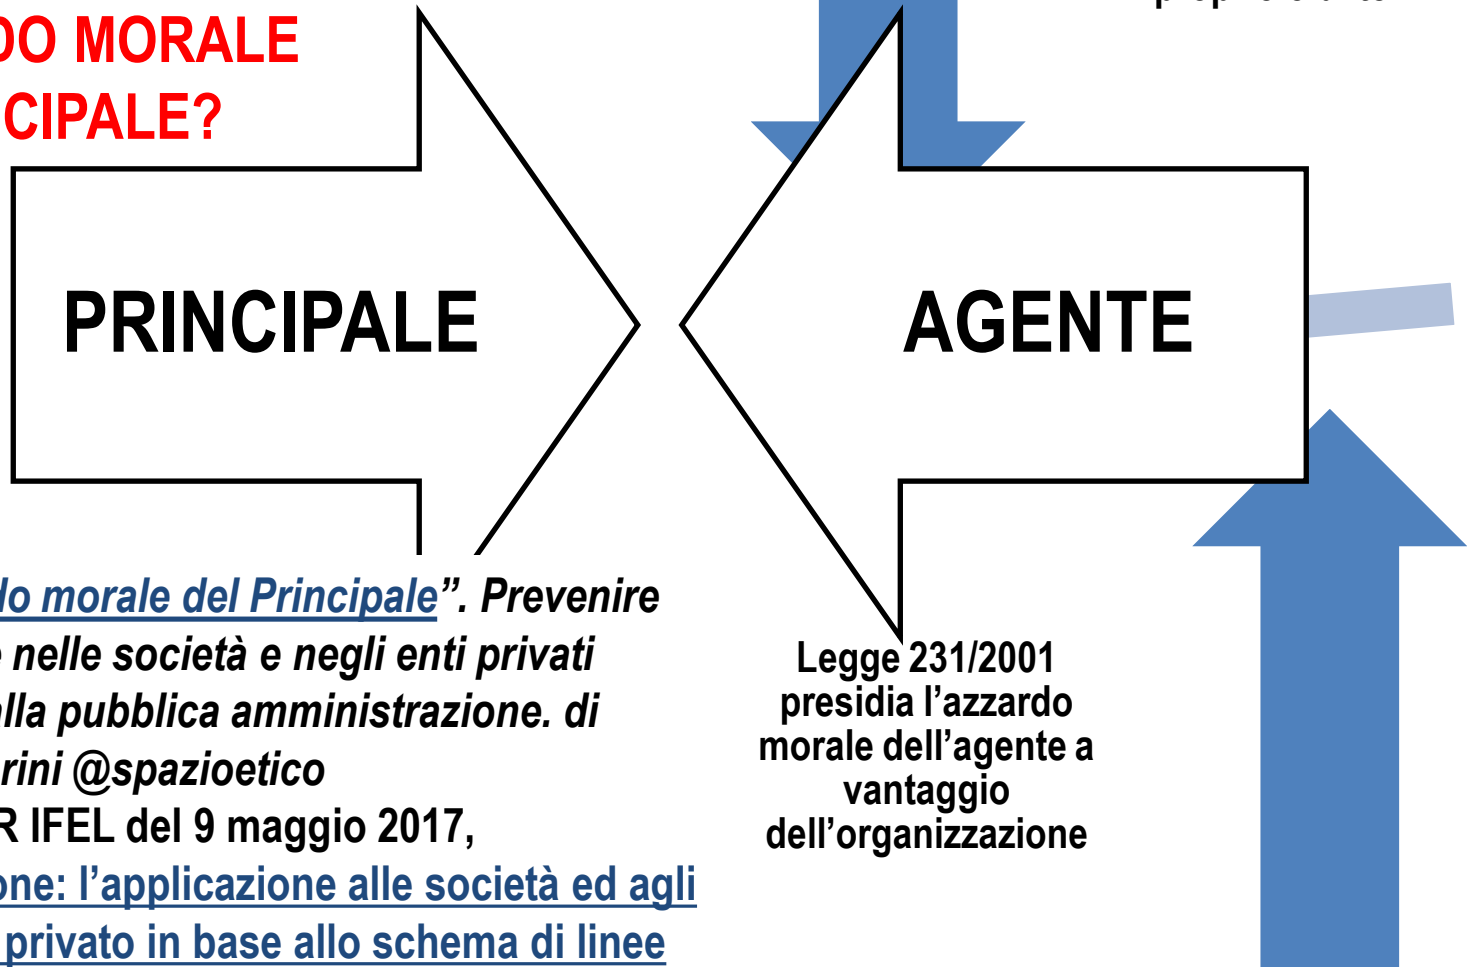 DO MORALE
CIPALE?
PRINCIPALE
AGENTE
do morale del Principale”. Prevenire
e nelle società e negli enti privati
alla pubblica amministrazione. di
rini @spazioetico
R IFEL del 9 maggio 2017,
one: l’applicazione alle società ed agli
privato in base allo schema di linee
Legge 231/2001
presidia l’azzardo
morale dell’agente a
vantaggio
dell’organizzazione